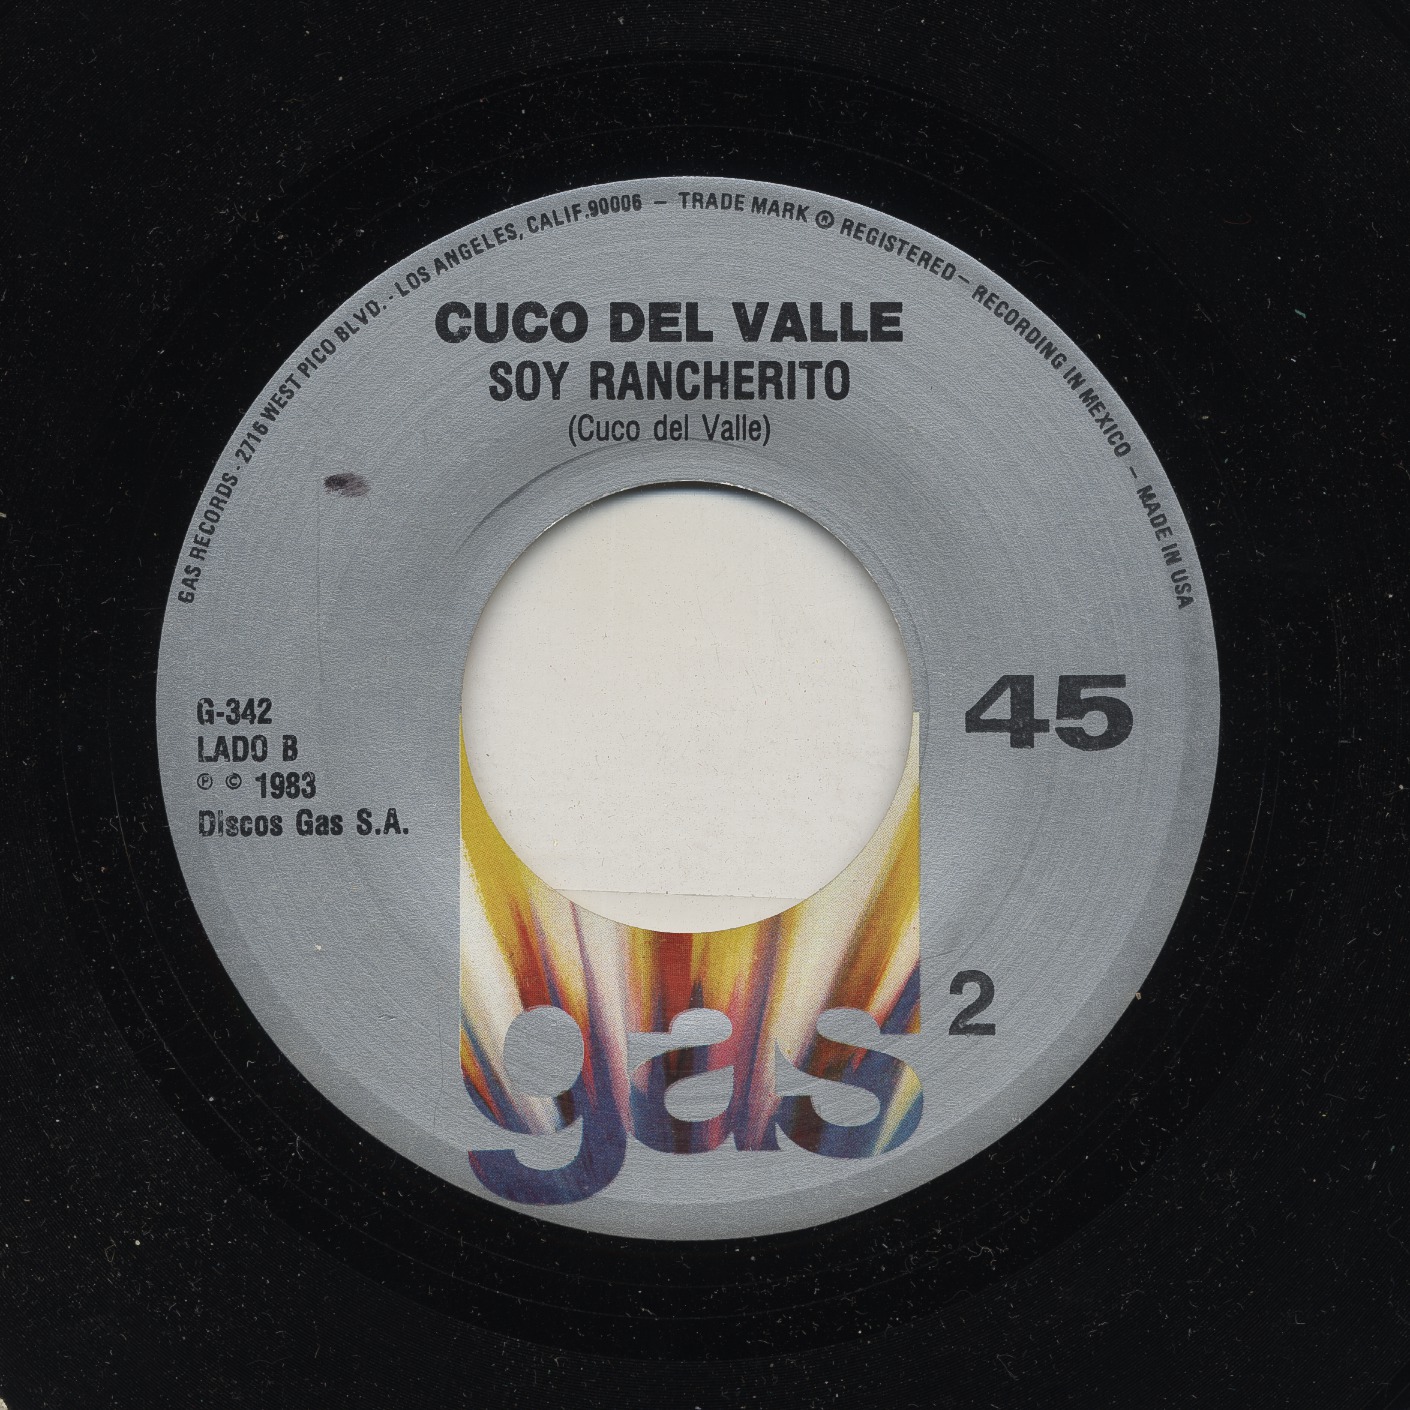 GAS RECORDS - 2716 WEST PICO BLVD. - LOS ANGELES, CALIF.90006 — TRADE MARK ® REGISTERED — RECORDING IN MEXICO — MADE IN USA
CUCO DEL VALLE
SOY RANCHERITO
(Cuco del Valle)
45
G-342
LADO B
℗ © 1983
Discos Gas S.A.
2
gas